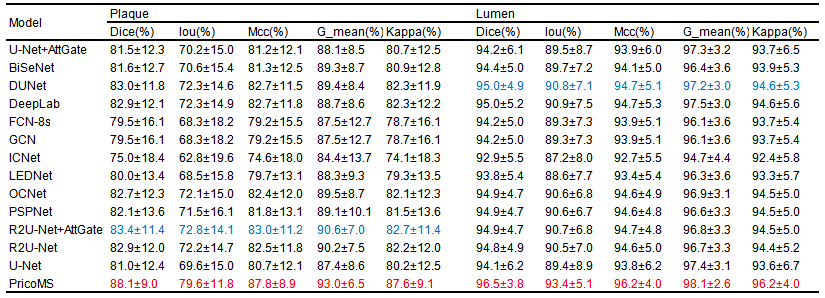 Model Plaque Lumen
Dice(%) Iou(%) Mcc(%) G_mean(%) Kappa(%) Dice(%) Iou(%) Mcc(%) G_mean(%) Kappa(%)
U-Net+AttGate 81.5±12.3 70.2±15.0 81.2±12.1 88.1±8.5 80.7±12.5 94.2±6.1 89.5±8.7 93.9±6.0 97.3±3.2 93.7±6.5
BiSeNet 81.6±12.7 70.6±15.4 81.3±12.5 89.3±8.7 80.9±12.8 94.4±5.0 89.7±7.2 94.1±5.0 96.4±3.6 93.9±5.3
DUNet 83.0±11.8 72.3±14.6 82.7±11.5 89.4±8.4 82.3±11.9 95.0±4.9 90.8±7.1 94.7±5.1 97.2±3.0 94.6±5.3
DeepLab 82.9±12.1 72.3±14.9 82.7±11.8 88.7±8.6 82.3±12.2 95.0±5.2 90.9±7.5 94.7±5.3 97.5±3.0 94.6±5.6
FCN-8s 79.5±16.1 68.3±18.2 79.2±15.5 87.5±12.7 78.7±16.1 94.2±5.0 89.3±7.3 93.9±5.1 96.1±3.6 93.7±5.4
GCN 79.5±16.1 68.3±18.2 79.2±15.5 87.5±12.7 78.7±16.1 94.2±5.0 89.3±7.3 93.9±5.1 96.1±3.6 93.7±5.4
ICNet 75.0±18.4 62.8±19.6 74.6±18.0 84.4±13.7 74.1±18.3 92.9±5.5 87.2±8.0 92.7±5.5 94.7±4.4 92.4±5.8
LEDNet 80.0±13.4 68.5±15.8 79.7±13.1 88.3±9.3 79.3±13.5 93.8±5.4 88.6±7.7 93.4±5.4 96.3±3.6 93.3±5.7
OCNet 82.7±12.3 72.1±15.0 82.4±12.0 89.5±8.7 82.1±12.3 94.9±4.7 90.6±6.8 94.6±4.9 96.9±3.1 94.5±5.0
PSPNet 82.1±13.6 71.5±16.1 81.8±13.1 89.1±10.1 81.5±13.6 94.9±4.7 90.6±6.7 94.6±4.8 96.6±3.3 94.5±5.0
R2U-Net+AttGate 83.4±11.4 72.8±14.1 83.0±11.2 90.6±7.0 82.7±11.4 94.9±4.7 90.7±6.8 94.7±4.8 96.8±3.3 94.5±5.0
R2U-Net 82.9±12.0 72.2±14.7 82.5±11.8 90.2±7.5 82.2±12.0 94.8±4.9 90.5±7.0 94.6±5.0 96.7±3.3 94.4±5.2
U-Net 81.0±12.4 69.6±15.0 80.7±12.1 87.4±8.6 80.2±12.5 94.1±6.2 89.4±8.9 93.8±6.2 97.4±3.1 93.6±6.7
PricoMS 88.1±9.0 79.6±11.8 87.8±8.9 93.0±6.5 87.6±9.1 96.5±3.8 93.4±5.1 96.2±4.0 98.1±2.6 96.2±4.0